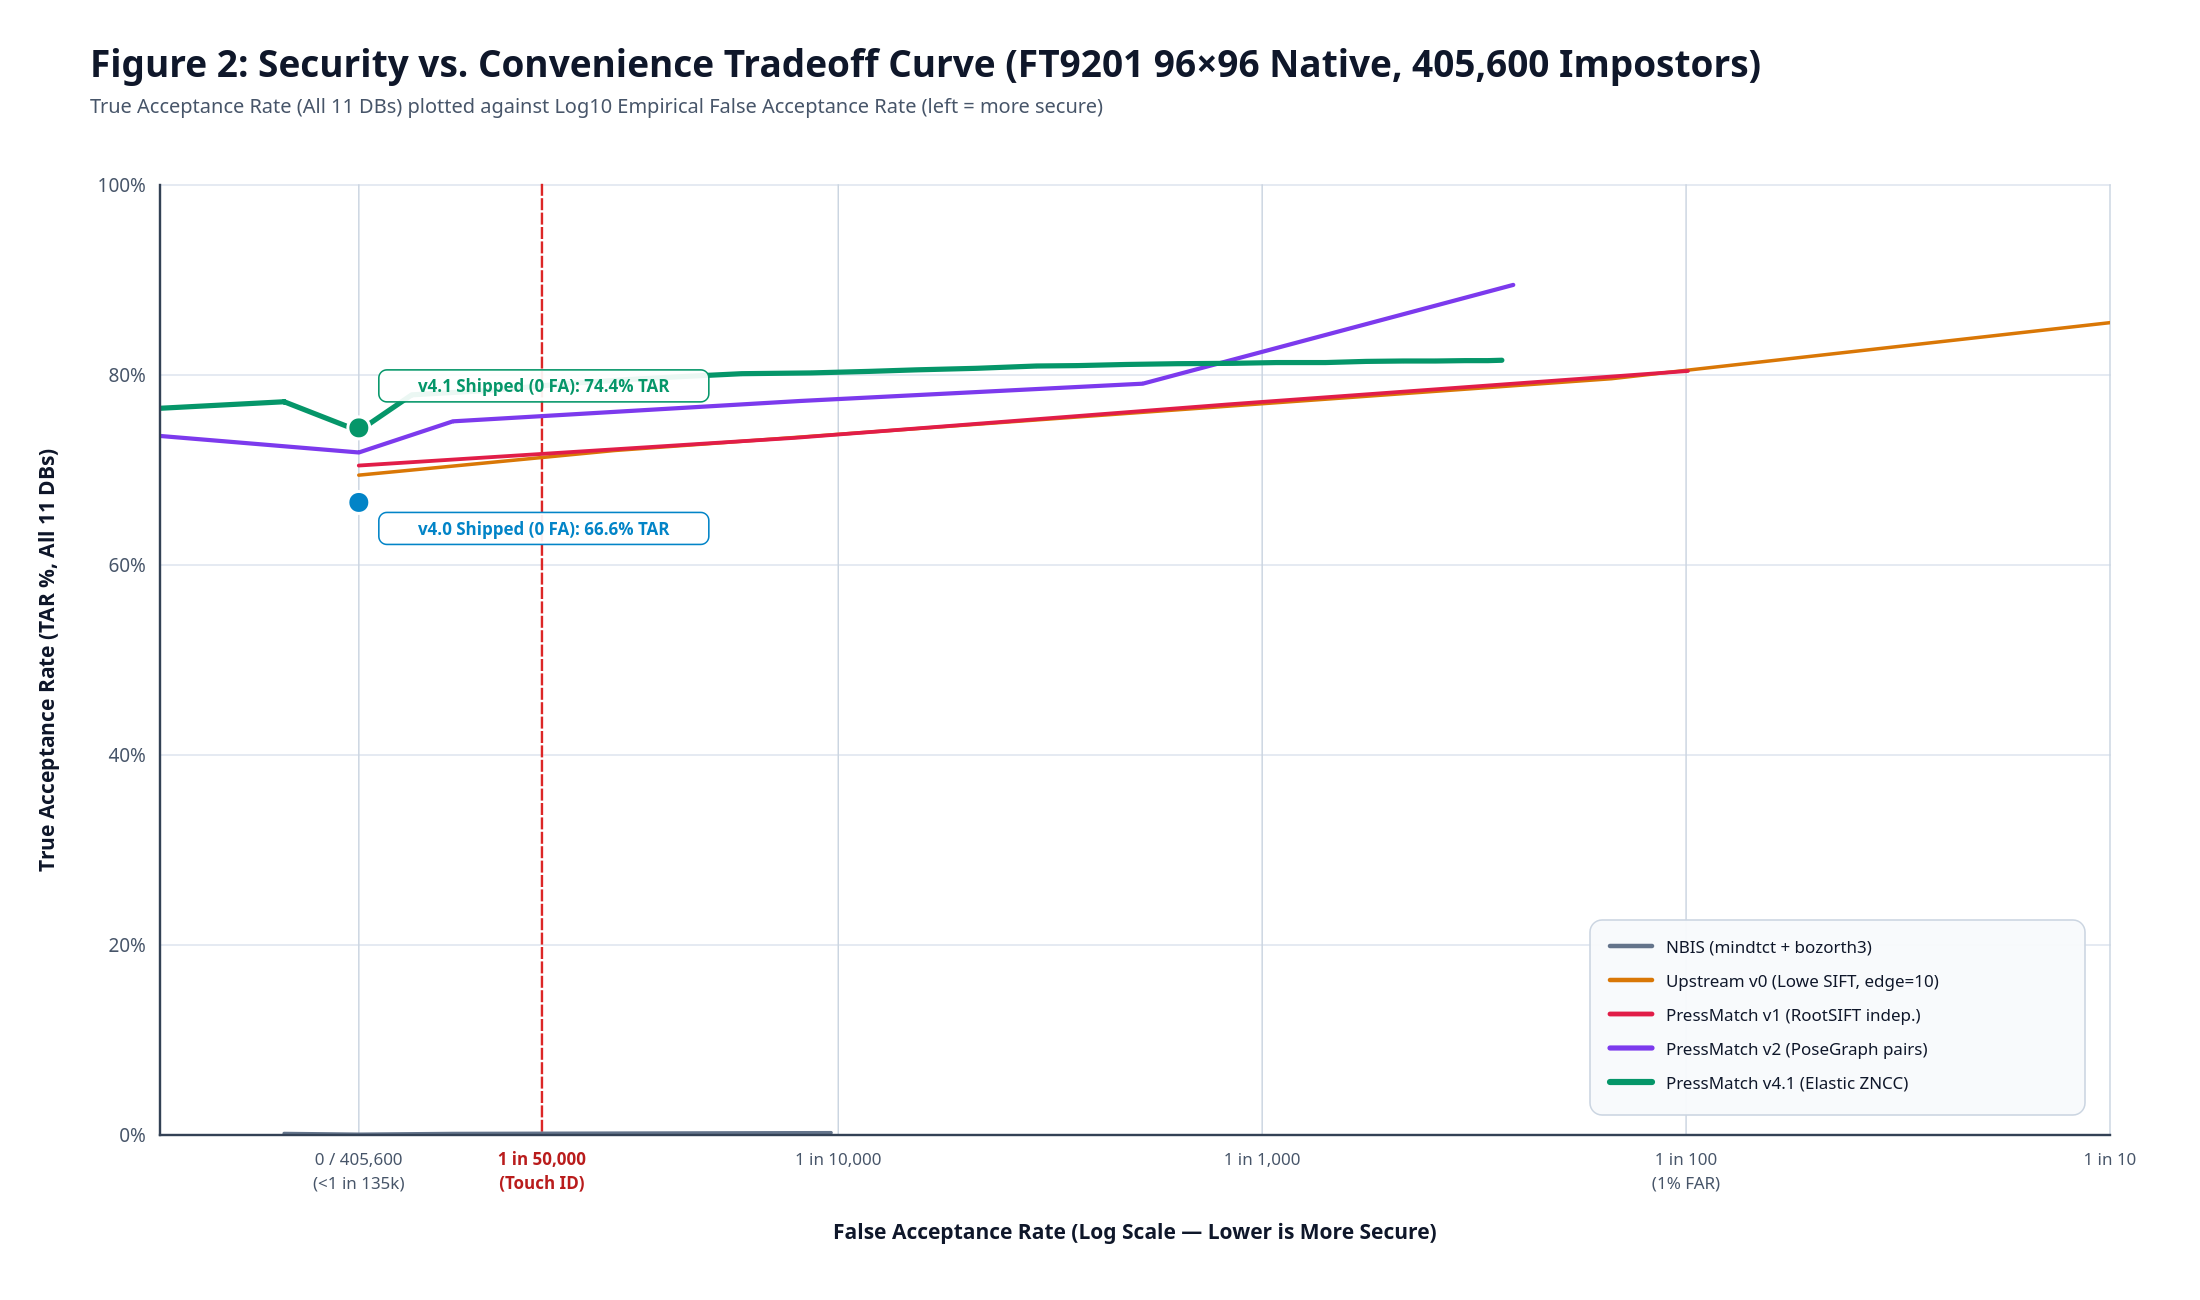 Figure 2: Security vs. Convenience Tradeoff Curve (FT9201 96×96 Native, 405,600 Impostors)
True Acceptance Rate (All 11 DBs) plotted against Log10 Empirical False Acceptance Rate (left = more secure)
True Acceptance Rate (TAR %, All 11 DBs)
100%
80%
60%
40%
20%
0%
v4.1 Shipped (0 FA): 74.4% TAR
v4.0 Shipped (0 FA): 66.6% TAR
NBIS (mindtct + bozorth3)
Upstream v0 (Lowe SIFT, edge=10)
PressMatch v1 (RootSIFT indep.)
PressMatch v2 (PoseGraph pairs)
PressMatch v4.1 (Elastic ZNCC)
0 / 405,600
(<1 in 135k)
1 in 50,000
(Touch ID)
1 in 10,000
1 in 1,000
1 in 100
(1% FAR)
1 in 10
False Acceptance Rate (Log Scale — Lower is More Secure)